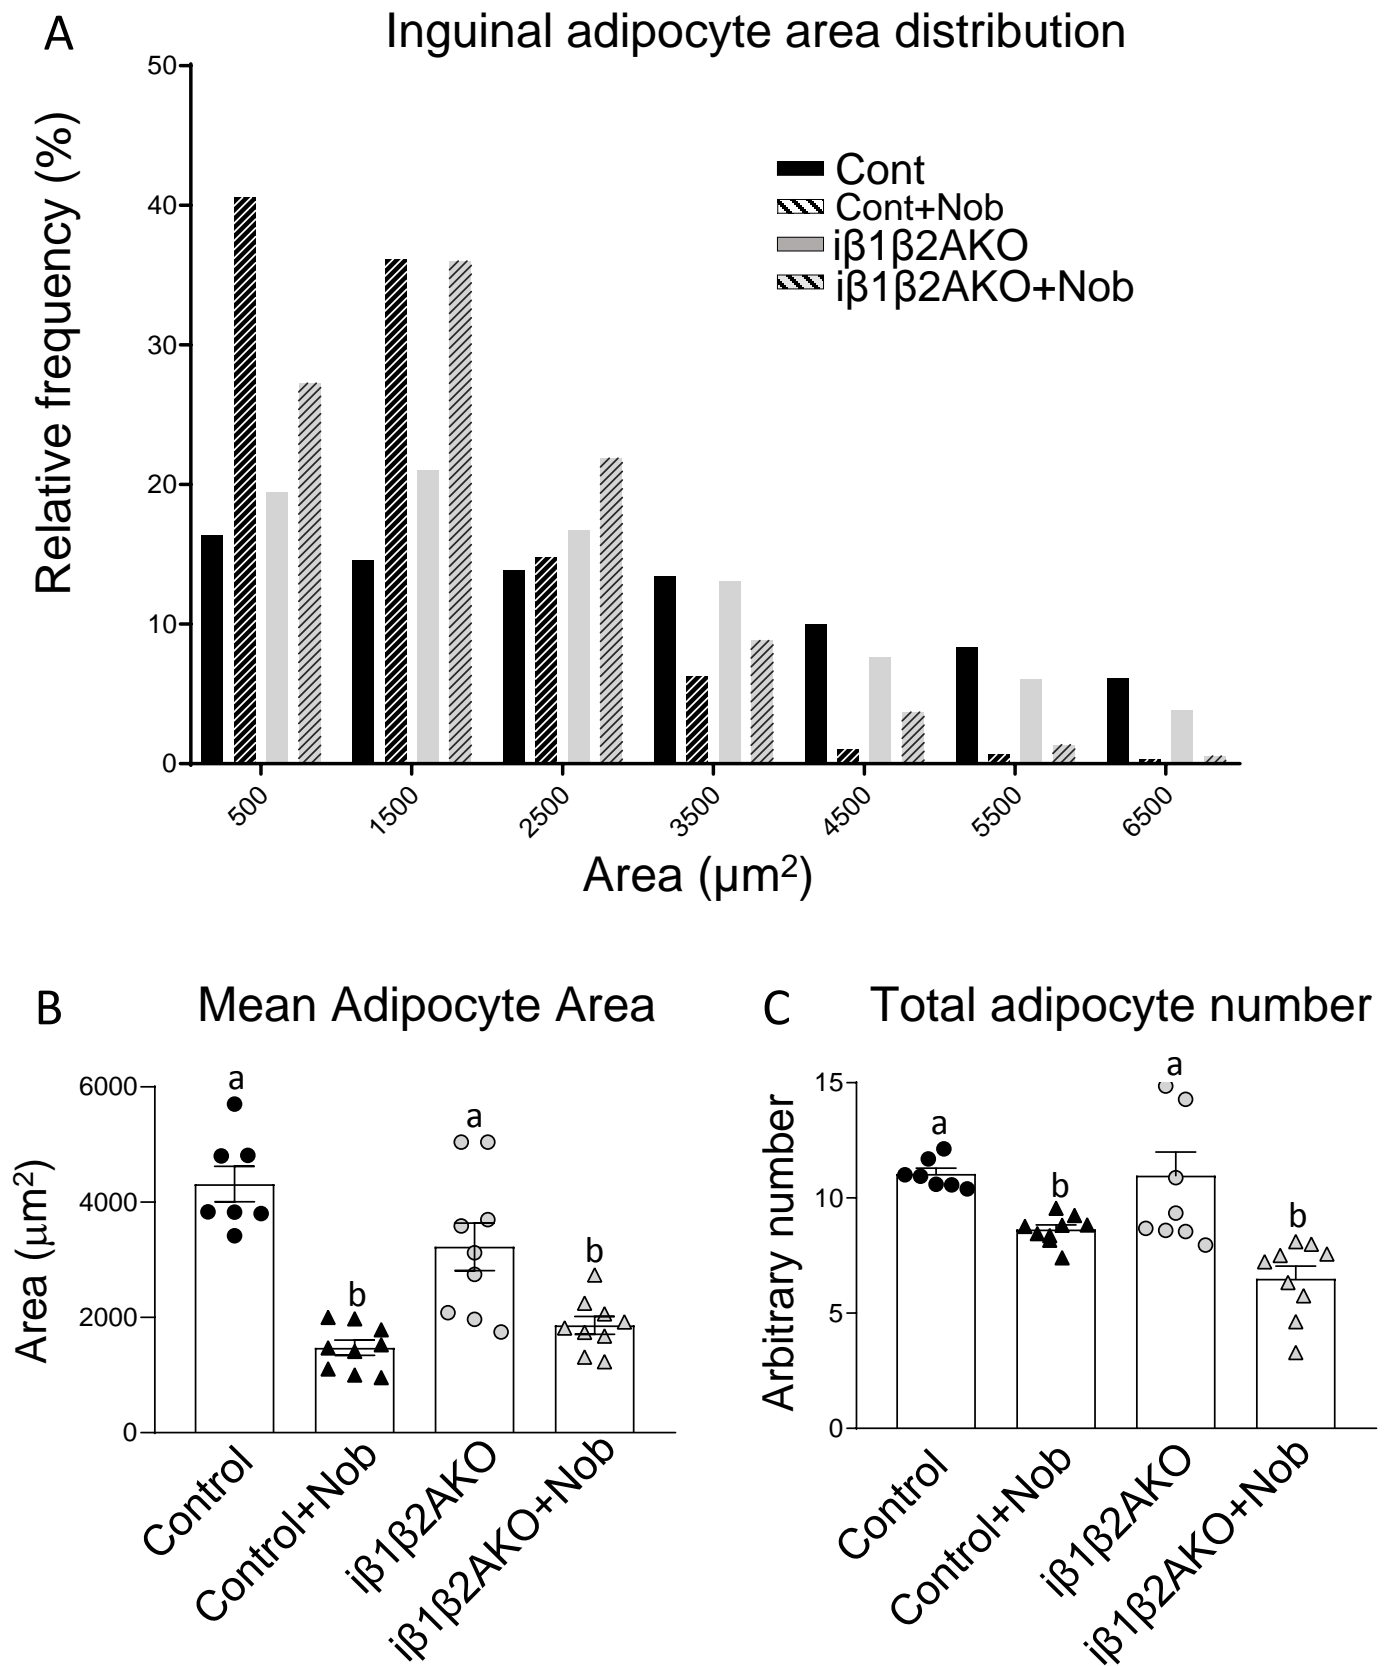 A
Inguinal adipocyte area distribution
50
40
30
20
10
0
Relative frequency (%)
Cont
Cont+Nob
iβ1β2AKO
iβ1β2AKO+Nob
500
1500
2500
3500
4500
5500
6500
Area (µm²)
B
Mean Adipocyte Area
6000
4000
2000
0
Area (µm²)
a
b
a
b
Control
Control+Nob
iβ1β2AKO
iβ1β2AKO+Nob
C
Total adipocyte number
15
10
5
0
Arbitrary number
a
b
a
b
Control
Control+Nob
iβ1β2AKO
iβ1β2AKO+Nob